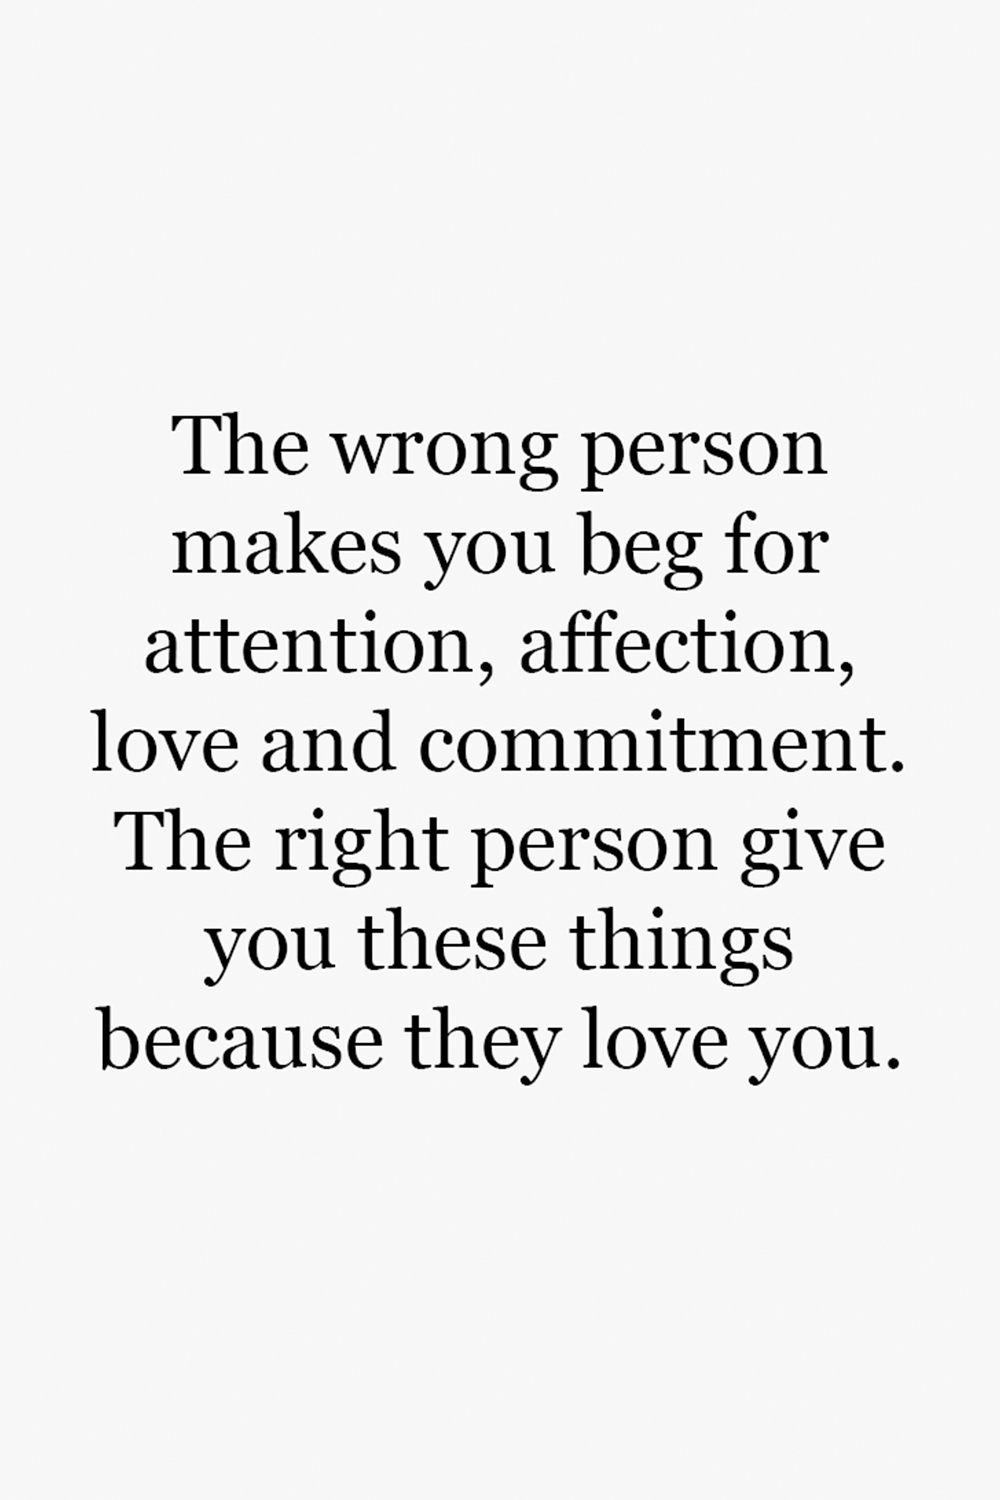 The wrong person
makes you beg for
attention, affection,
love and commitment.
The right person give
you these things
because they love you.